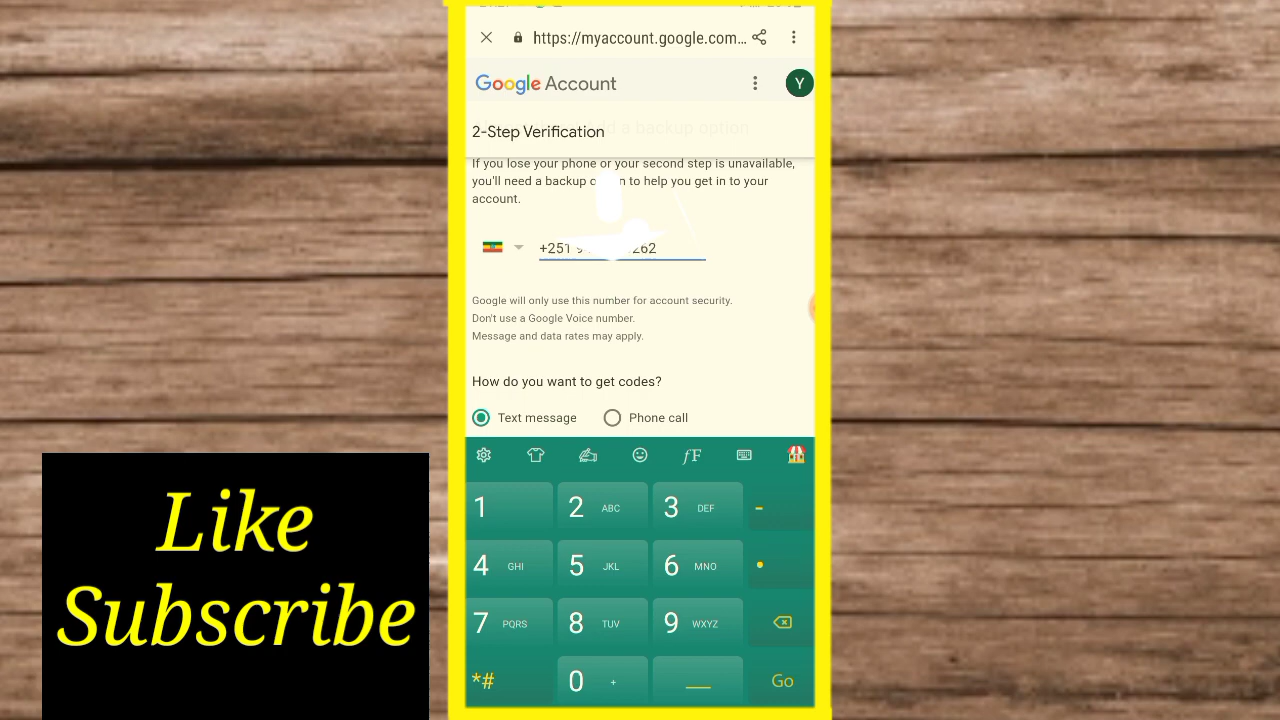 https://myaccount.google.com...
Google Account
Y
2-Step Verification
If you lose your phone or your second step is unavailable,
you'll need a backup to help you get in to your
account.
+251 262
Google will only use this number for account security.
Don't use a Google Voice number.
Message and data rates may apply.
How do you want to get codes?
Text message Phone call
fF
1 2 ABC 3 DEF -
4 GHI 5 JKL 6 MNO .
7 PQRS 8 TUV 9 WXYZ
*# 0 + Go
Like
Subscribe